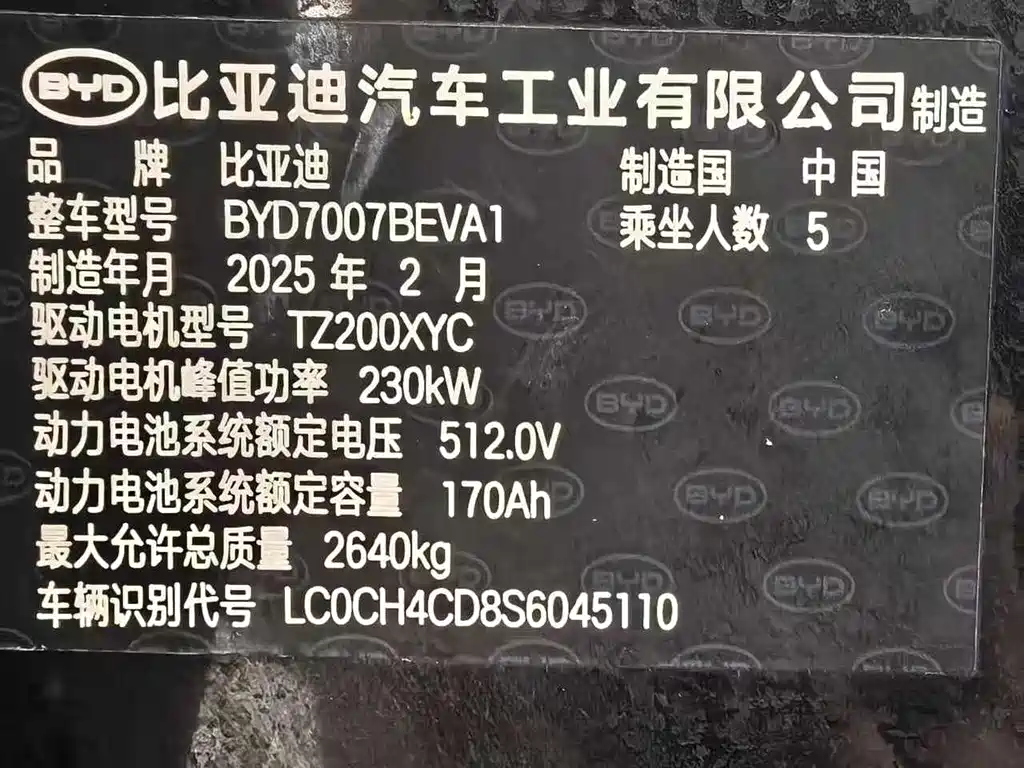 BYD 比亚迪汽车工业有限公司制造
品 牌 比亚迪 制造国 中国
整车型号 BYD7007BEVA1 乘坐人数 5
制造年月 2025 年 2 月
驱动电机型号 TZ200XYC
驱动电机峰值功率 230kW
动力电池系统额定电压 512.0V
动力电池系统额定容量 170Ah
最大允许总质量 2640kg
车辆识别代号 LC0CH4CD8S6045110